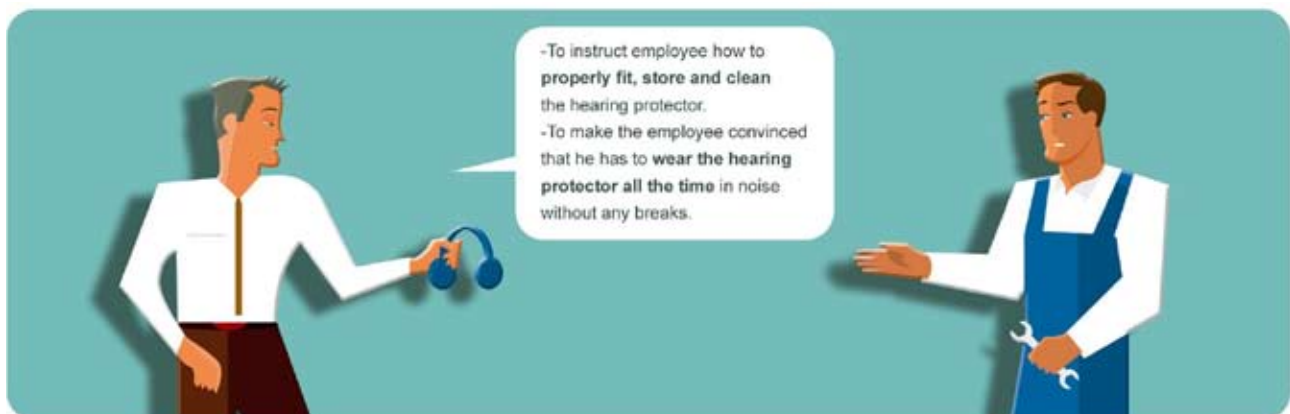 -To instruct employee how to
properly fit, store and clean
the hearing protector.
-To make the employee convinced
that he has to wear the hearing
protector all the time in noise
without any breaks.